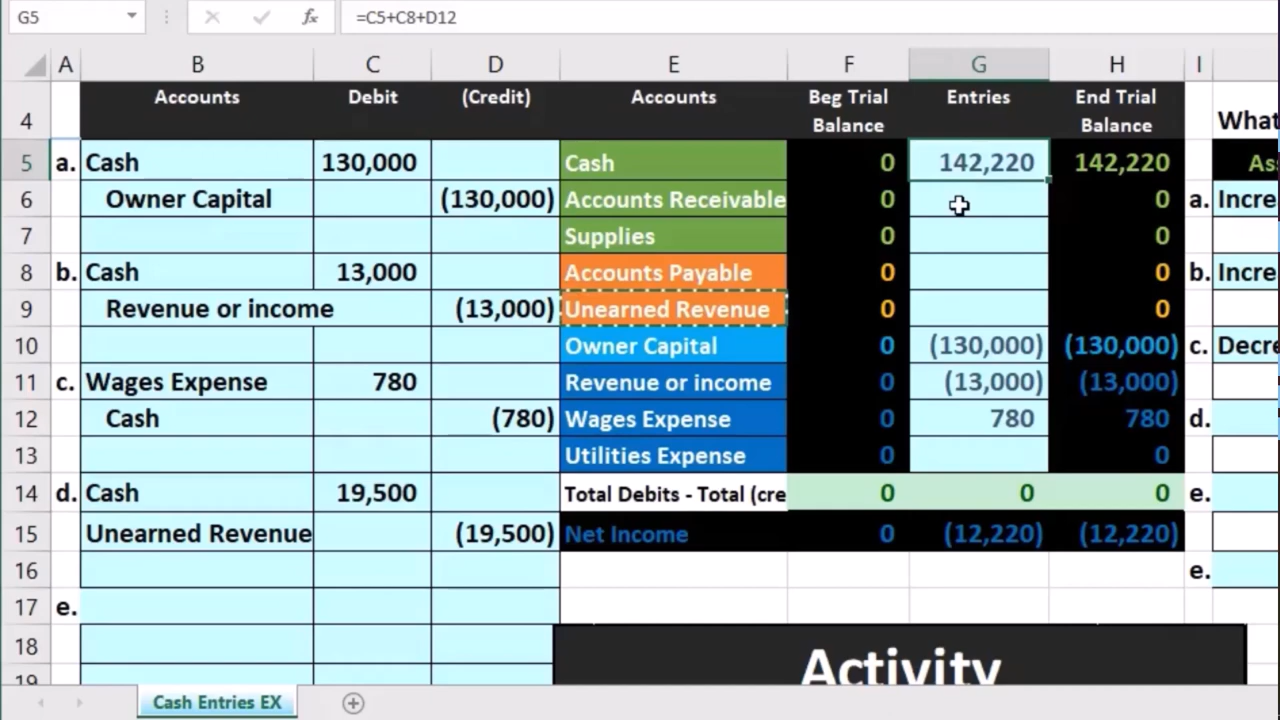 G5 fx =C5+C8+D12
A B C D E F G H I
4 Accounts Debit (Credit) Accounts Beg Trial Balance Entries End Trial Balance What
5 a. Cash 130,000 Cash 0 142,220 142,220
6 Owner Capital (130,000) Accounts Receivable 0 0 a. Incre
7 Supplies 0 0
8 b. Cash 13,000 Accounts Payable 0 0 b. Incre
9 Revenue or income (13,000) Unearned Revenue 0 0
10 Owner Capital 0 (130,000) (130,000) c. Decre
11 c. Wages Expense 780 Revenue or income 0 (13,000) (13,000)
12 Cash (780) Wages Expense 0 780 780 d.
13 Utilities Expense 0 0
14 d. Cash 19,500 Total Debits - Total (cre 0 0 0 e.
15 Unearned Revenue (19,500) Net Income 0 (12,220) (12,220)
16 e.
17 e.
18 Activity
19
Cash Entries EX